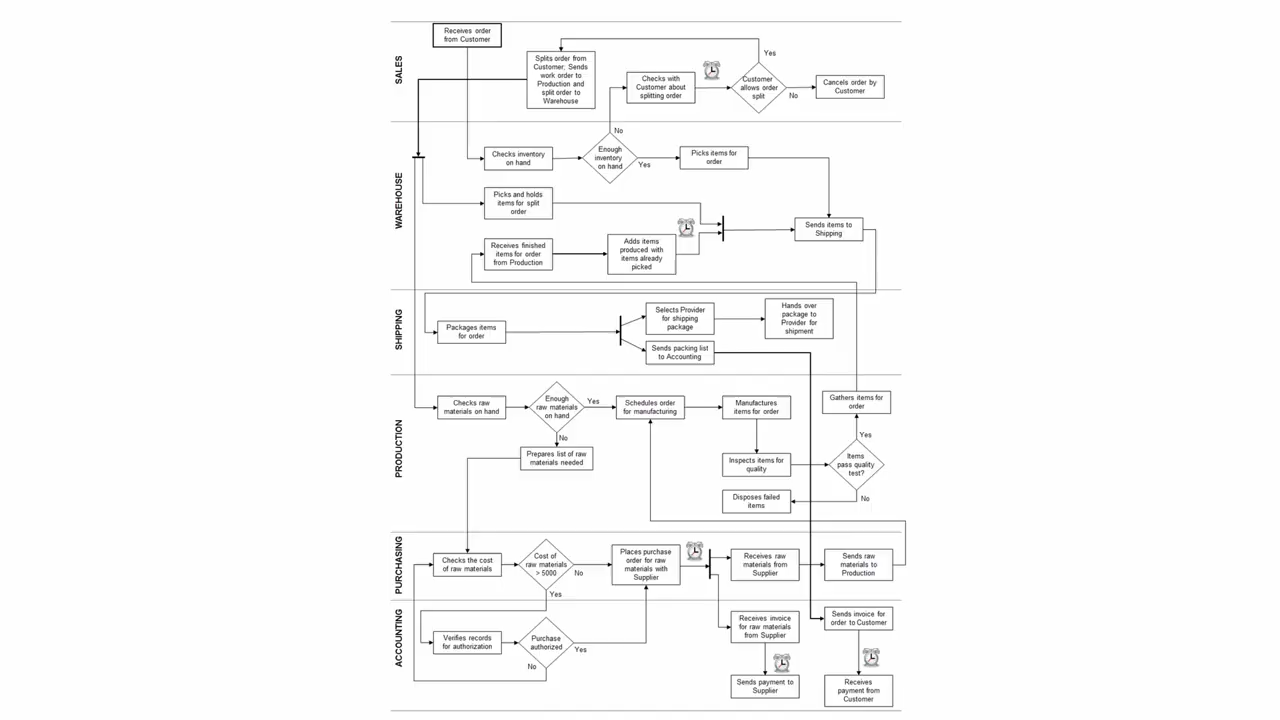 SALES
Receives order
from Customer
Splits order from
Customer; Sends
work order to
Production and
split order to
Warehouse
Checks with
Customer about
splitting order
Customer
allows order
split
Yes
No
Cancels order by
Customer
WAREHOUSE
Checks inventory
on hand
Enough
inventory
on hand
No
Yes
Picks items for
order
Picks and holds
items for split
order
Receives finished
items for order
from Production
Adds items
produced with
items already
picked
Sends items to
Shipping
SHIPPING
Packages items
for order
Selects Provider
for shipping
package
Hands over
package to
Provider for
shipment
Sends packing list
to Accounting
PRODUCTION
Checks raw
materials on hand
Enough
raw materials
on hand
Yes
No
Schedules order
for manufacturing
Manufactures
items for order
Gathers items for
order
Prepares list of raw
materials needed
Inspects items for
quality
Yes
Items
pass quality
test?
No
Disposes failed
items
PURCHASING
Checks the cost
of raw materials
Cost of
raw materials
> 5000
No
Yes
Places purchase
order for raw
materials with
Supplier
Receives raw
materials from
Supplier
Sends raw
materials to
Production
ACCOUNTING
Verifies records
for authorization
Purchase
authorized
Yes
No
Receives invoice
for raw materials
from Supplier
Sends invoice for
order to Customer
Sends payment to
Supplier
Receives
payment from
Customer